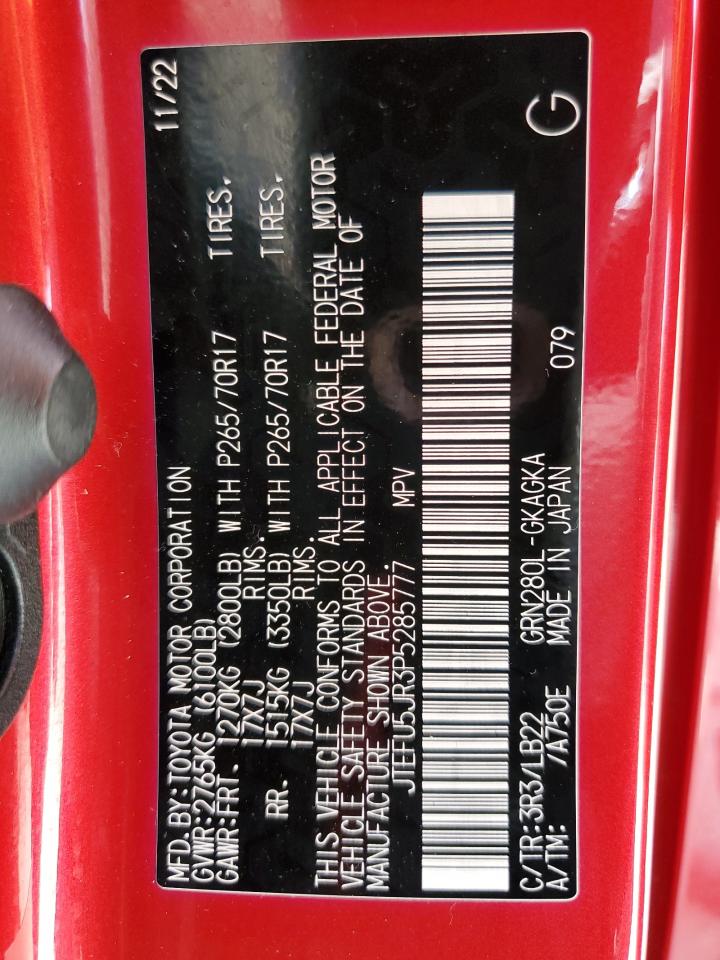 11/22
MFD.BY:TOYOTA MOTOR CORPORATION
GVWR:2765KG (6100LB)
GAWR:FRT. 1270KG (2800LB) WITH P265/70R17 TIRES.
17X7J RIMS.
RR. 1515KG (3350LB) WITH P265/70R17 TIRES.
17X7J RIMS.
THIS VEHICLE CONFORMS TO ALL APPLICABLE FEDERAL MOTOR
VEHICLE SAFETY STANDARDS IN EFFECT ON THE DATE OF
MANUFACTURE SHOWN ABOVE.
JTEFU5JR3P5285777 MPV
C/TR:3R3/LB22 GRN280L-GKAGKA 079 G
A/TM: /A750E MADE IN JAPAN